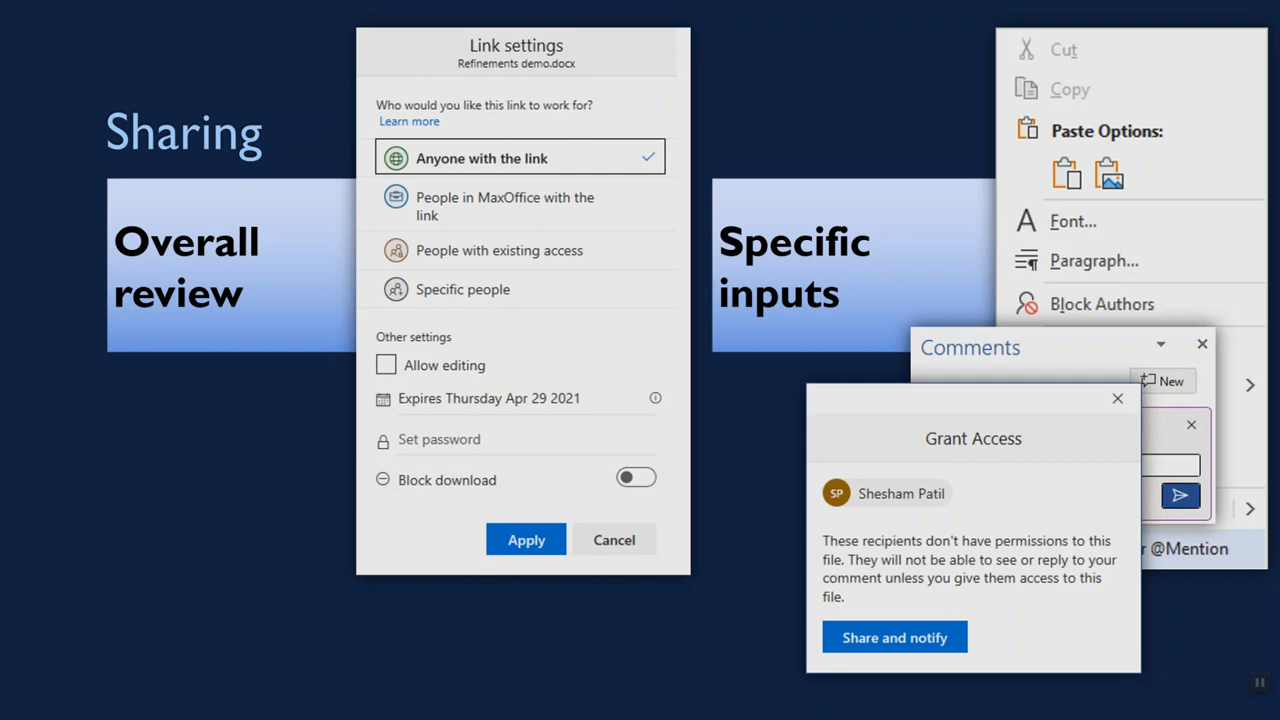 Sharing
Overall
review
Link settings
Refinements demo.docx
Who would you like this link to work for?
Learn more
Anyone with the link
People in MaxOffice with the
link
People with existing access
Specific people
Other settings
Allow editing
Expires Thursday Apr 29 2021
Set password
Block download
Apply
Cancel
Specific
inputs
Cut
Copy
Paste Options:
Font...
Paragraph...
Block Authors
Comments
New
r @Mention
Grant Access
SP
Shesham Patil
These recipients don't have permissions to this
file. They will not be able to see or reply to your
comment unless you give them access to this
file.
Share and notify